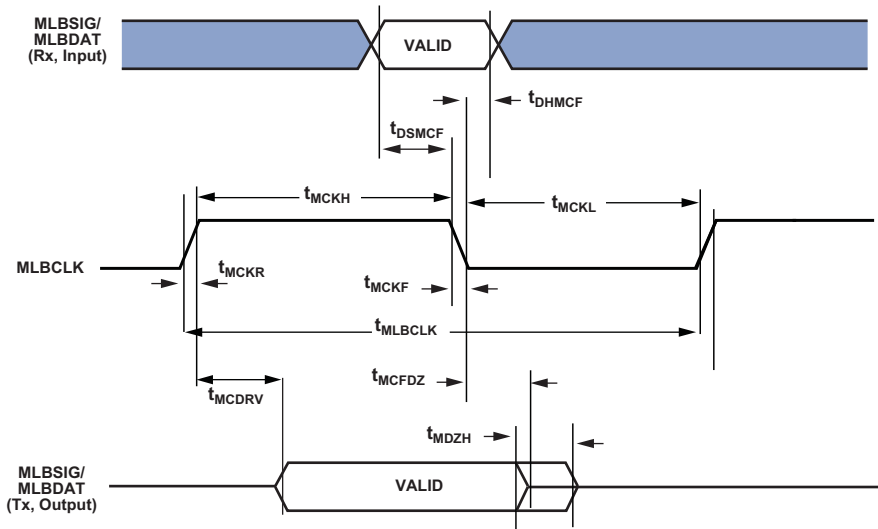 MLBSIG/
MLBDAT
(Rx, Input)
VALID
tDHMCF
tDSMCF
tMCKH
tMCKL
MLBCLK
tMCKR
tMCKF
tMLBCLK
tMCFDZ
tMCDRV
tMDZH
MLBSIG/
MLBDAT
(Tx, Output)
VALID